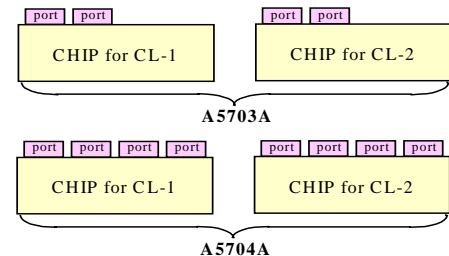 port port port port
CHIP for CL-1 CHIP for CL-2
A5703A
port port port port port port port port
CHIP for CL-1 CHIP for CL-2
A5704A